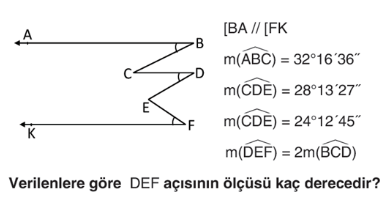 A
B
C
D
E
K
F
[BA // [FK
m(ABC) = 32°16´36´´
m(CDE) = 28°13´27´´
m(CDE) = 24°12´45´´
m(DEF) = 2m(BCD)
Verilenlere göre DEF açısının ölçüsü kaç derecedir?